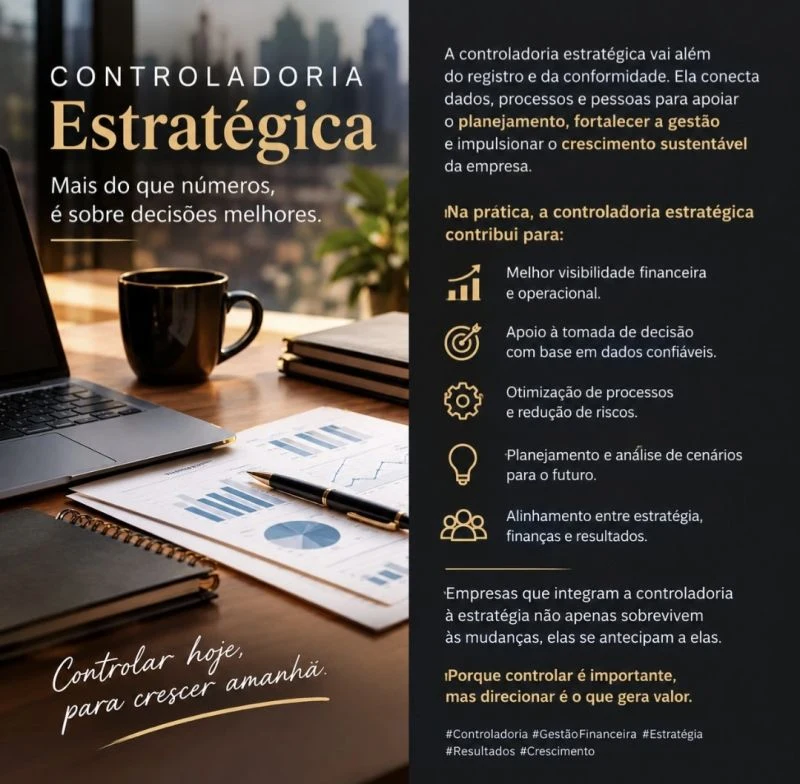 CONTROLADORIA
Estratégica
Mais do que números,
é sobre decisões melhores.
Controlar hoje,
para crescer amanhã.
A controladoria estratégica vai além
do registro e da conformidade. Ela conecta
dados, processos e pessoas para apoiar
o planejamento, fortalecer a gestão
e impulsionar o crescimento sustentável
da empresa.
Na prática, a controladoria estratégica
contribui para:
Melhor visibilidade financeira
e operacional.
Apoio à tomada de decisão
com base em dados confiáveis.
Otimização de processos
e redução de riscos.
Planejamento e análise de cenários
para o futuro.
Alinhamento entre estratégia,
finanças e resultados.
Empresas que integram a controladoria
à estratégia não apenas sobrevivem
às mudanças, elas se antecipam a elas.
Porque controlar é importante,
mas direcionar é o que gera valor.
#Controladoria #GestãoFinanceira #Estratégia
#Resultados #Crescimento